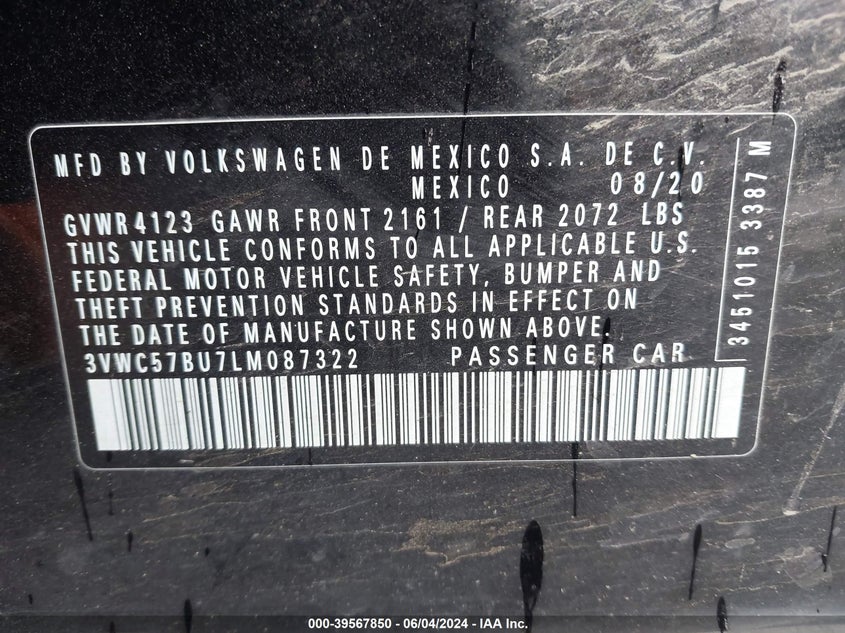 MFD BY VOLKSWAGEN DE MEXICO S.A. DE C.V.
MEXICO 08/20
GVWR 4123 GAWR FRONT 2161 / REAR 2072 LBS
THIS VEHICLE CONFORMS TO ALL APPLICABLE U.S.
FEDERAL MOTOR VEHICLE SAFETY, BUMPER AND
THEFT PREVENTION STANDARDS IN EFFECT ON
THE DATE OF MANUFACTURE SHOWN ABOVE.
3VWC57BU7LM087322 PASSENGER CAR
3451015 3387 M
000-39567850 - 06/04/2024 - IAA Inc.